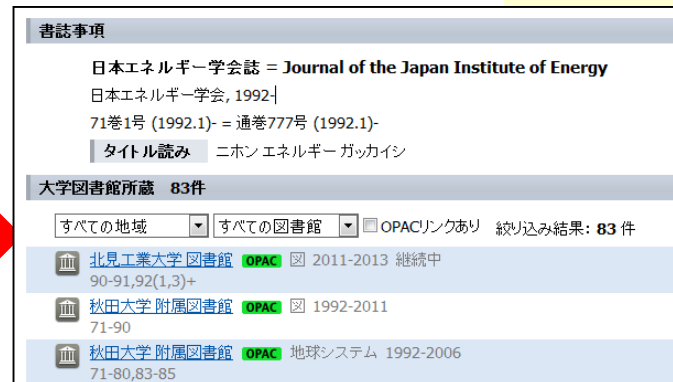 書誌事項
日本エネルギー学会誌 = Journal of the Japan Institute of Energy
日本エネルギー学会, 1992-
71巻1号 (1992.1)- = 通巻777号 (1992.1)-
タイトル読み ニホン エネルギー ガッカイシ
大学図書館所蔵 83件
すべての地域 すべての図書館 OPACリンクあり 絞り込み結果: 83 件
北見工業大学 図書館 OPAC 図 2011-2013 継続中
90-91,92(1,3)+
秋田大学 附属図書館 OPAC 図 1992-2011
71-90
秋田大学 附属図書館 OPAC 地球システム 1992-2006
71-80,83-85